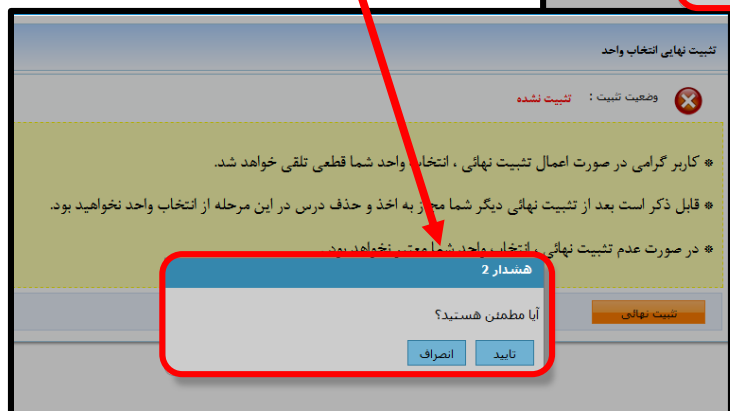 تثبیت نهایی انتخاب واحد
وضعیت تثبیت : تثبیت نشده
* کاربر گرامی در صورت اعمال تثبیت نهائی ، انتخاب واحد شما قطعی تلقی خواهد شد.
* قابل ذکر است بعد از تثبیت نهائی دیگر شما مجاز به اخذ و حذف درس در این مرحله از انتخاب واحد نخواهید بود.
* در صورت عدم تثبیت نهائی ، انتخاب واحد شما معتبر نخواهد بود.
هشدار 2
آیا مطمئن هستید؟
تایید انصراف
تثبیت نهائی